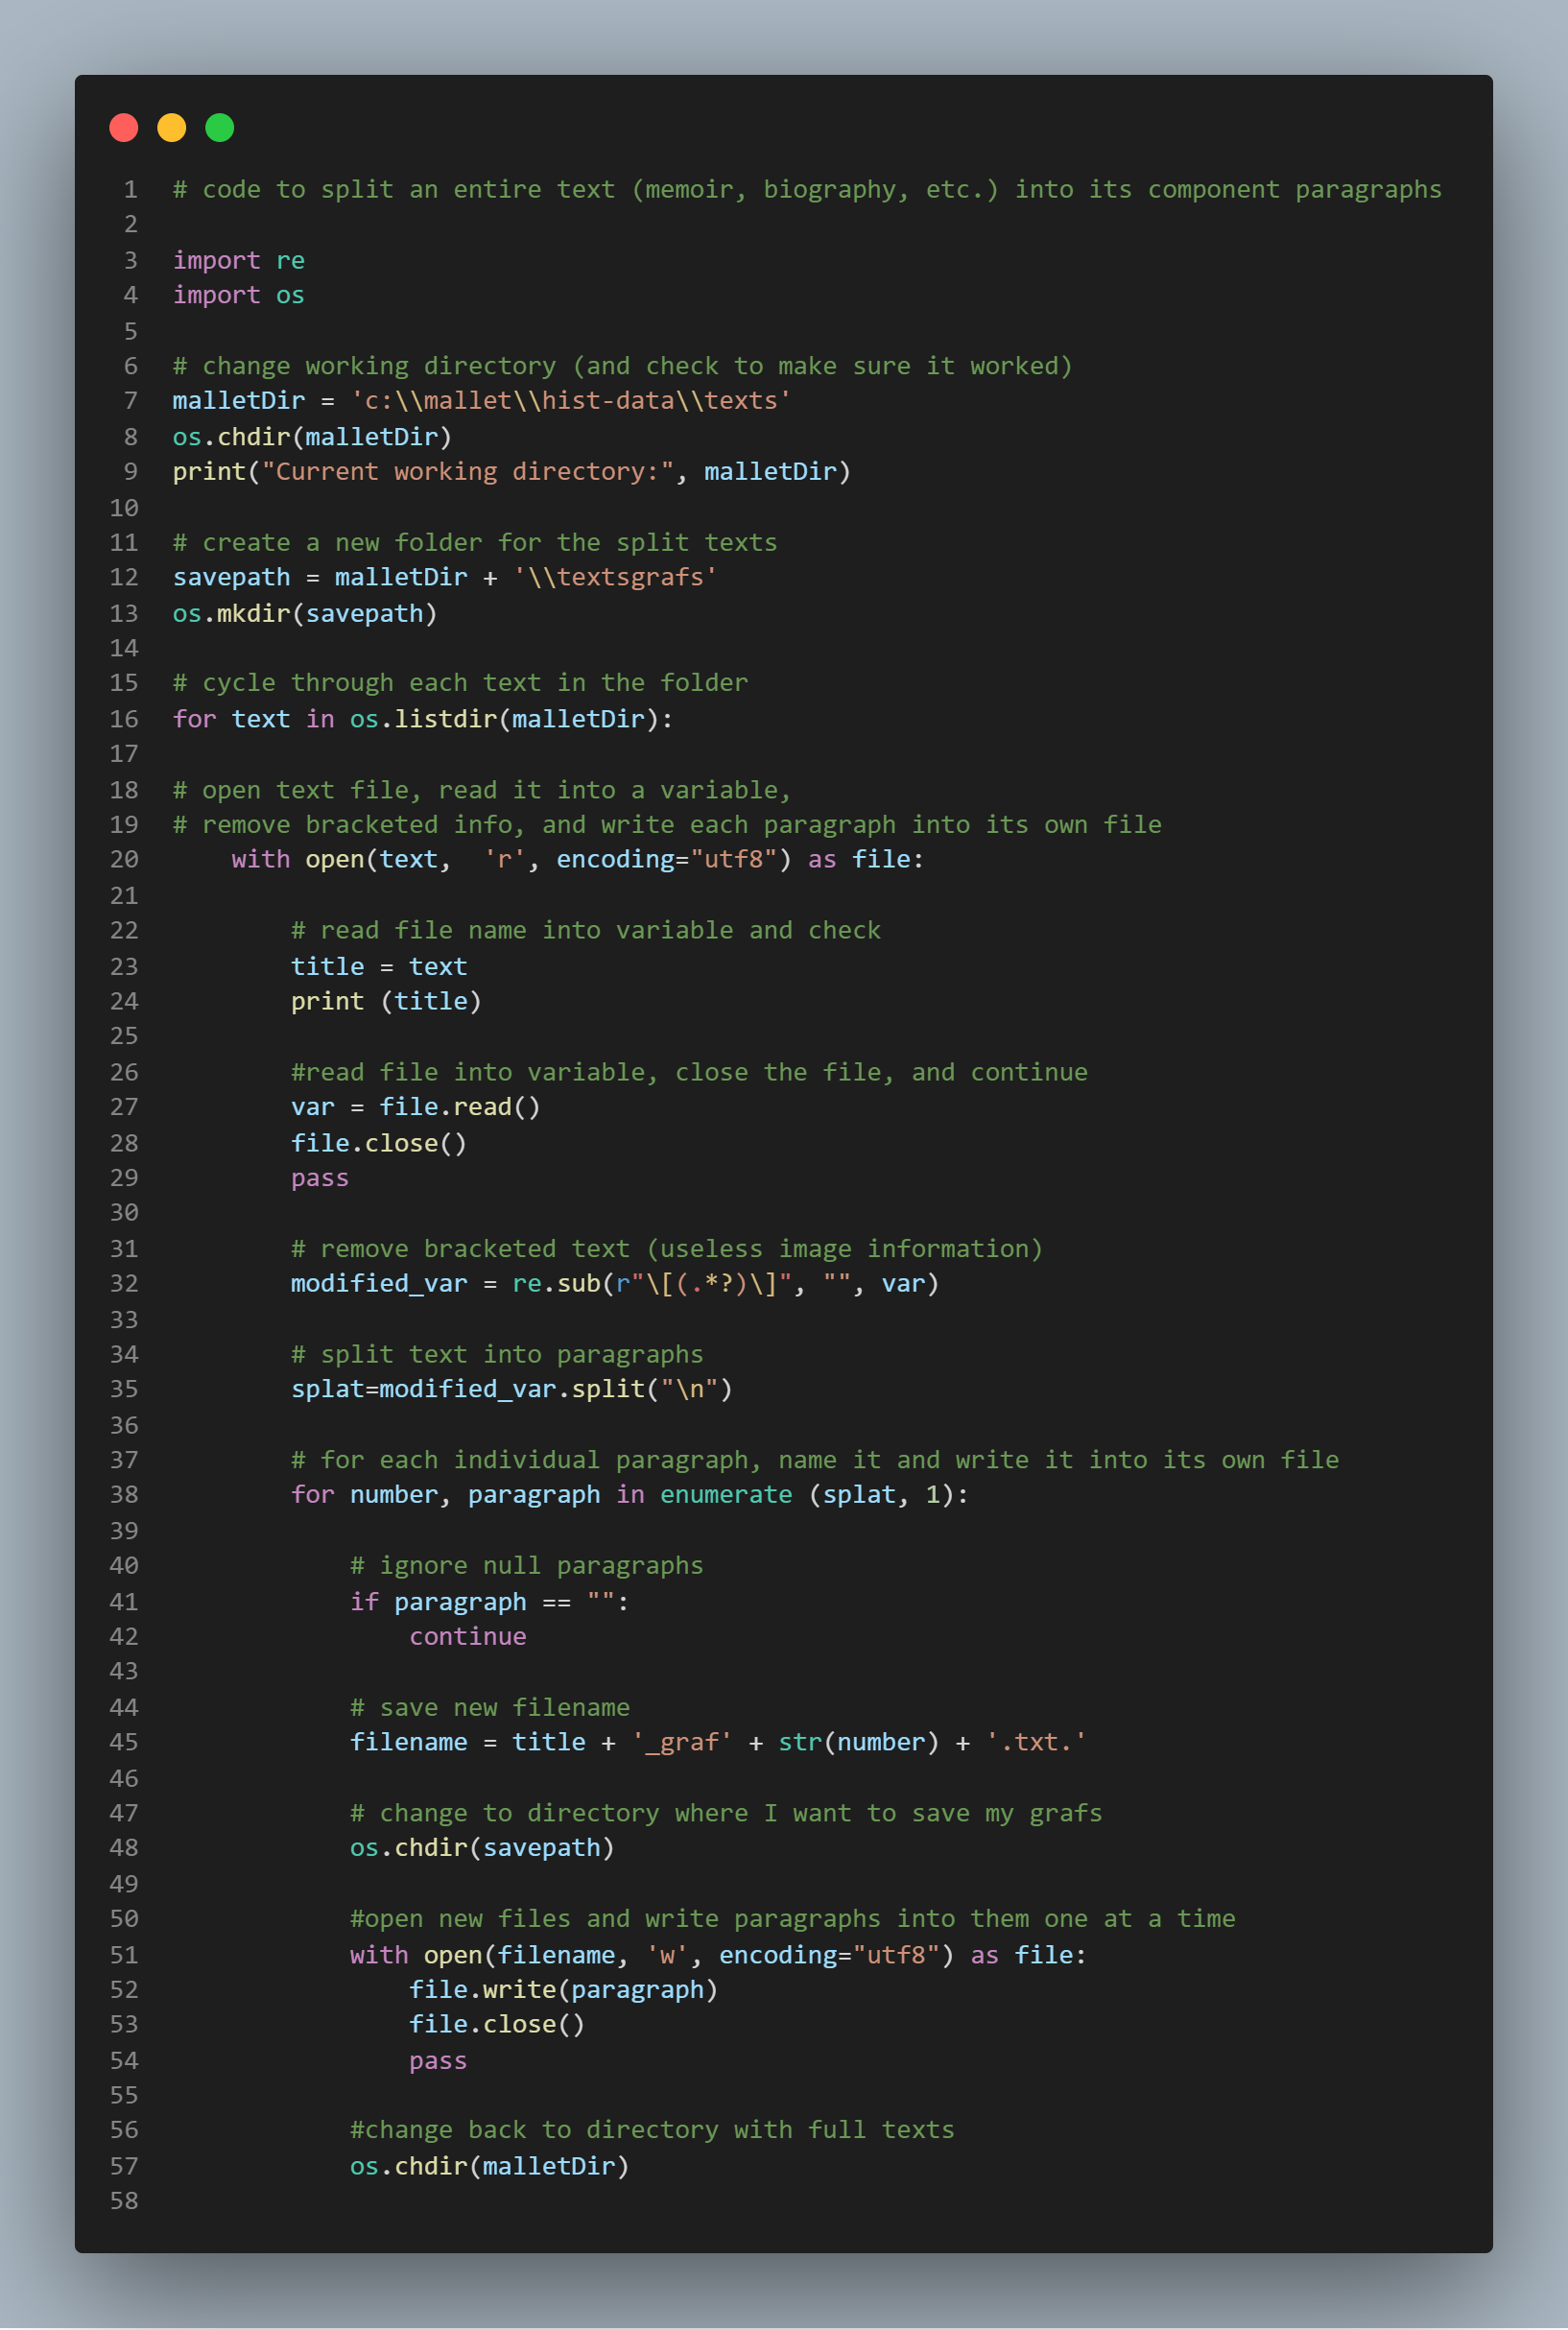 1 # code to split an entire text (memoir, biography, etc.) into its component paragraphs
2
3 import re
4 import os
5
6 # change working directory (and check to make sure it worked)
7 malletDir = 'c:\\mallet\\hist-data\\texts'
8 os.chdir(malletDir)
9 print("Current working directory:", malletDir)
10
11 # create a new folder for the split texts
12 savepath = malletDir + '\\textsgrafs'
13 os.mkdir(savepath)
14
15 # cycle through each text in the folder
16 for text in os.listdir(malletDir):
17
18 # open text file, read it into a variable,
19 # remove bracketed info, and write each paragraph into its own file
20     with open(text,  'r', encoding="utf8") as file:
21
22         # read file name into variable and check
23         title = text
24         print (title)
25
26         #read file into variable, close the file, and continue
27         var = file.read()
28         file.close()
29         pass
30
31         # remove bracketed text (useless image information)
32         modified_var = re.sub(r"\[(.*?)\]", "", var)
33
34         # split text into paragraphs
35         splat=modified_var.split("\n")
36
37         # for each individual paragraph, name it and write it into its own file
38         for number, paragraph in enumerate (splat, 1):
39
40             # ignore null paragraphs
41             if paragraph == "":
42                 continue
43
44             # save new filename
45             filename = title + '_graf' + str(number) + '.txt.'
46
47             # change to directory where I want to save my grafs
48             os.chdir(savepath)
49
50             #open new files and write paragraphs into them one at a time
51             with open(filename, 'w', encoding="utf8") as file:
52                 file.write(paragraph)
53                 file.close()
54                 pass
55
56             #change back to directory with full texts
57             os.chdir(malletDir)
58